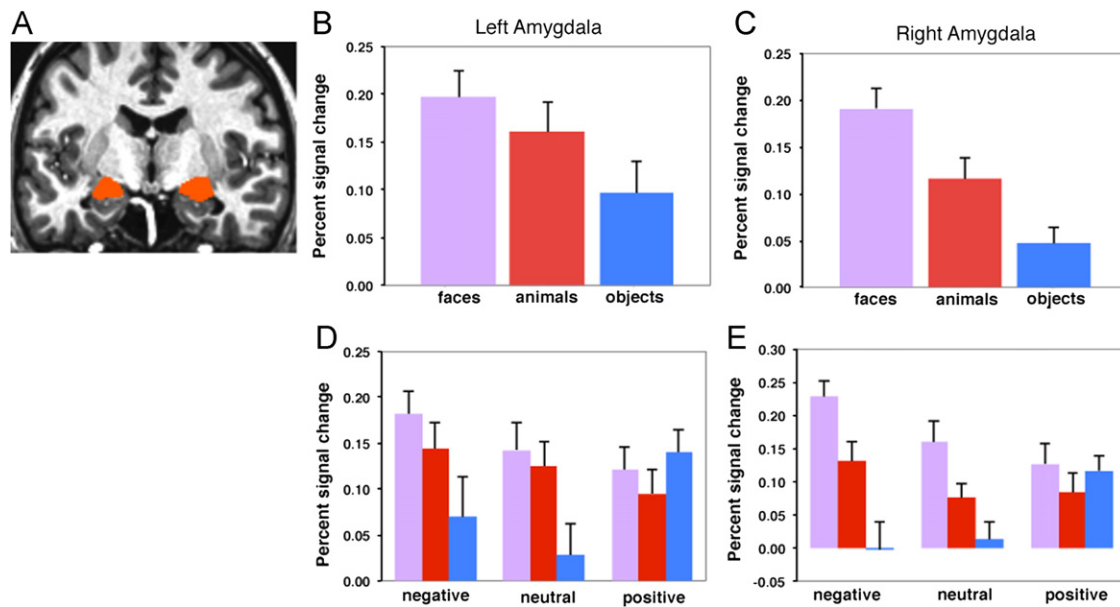 A
B
Left Amygdala
Percent signal change
0.25
0.20
0.15
0.10
0.05
0.00
faces animals objects
C
Right Amygdala
Percent signal change
0.25
0.20
0.15
0.10
0.05
0.00
faces animals objects
D
Percent signal change
0.25
0.20
0.15
0.10
0.05
0.00
negative neutral positive
E
Percent signal change
0.30
0.25
0.20
0.15
0.10
0.05
0.00
-0.05
negative neutral positive